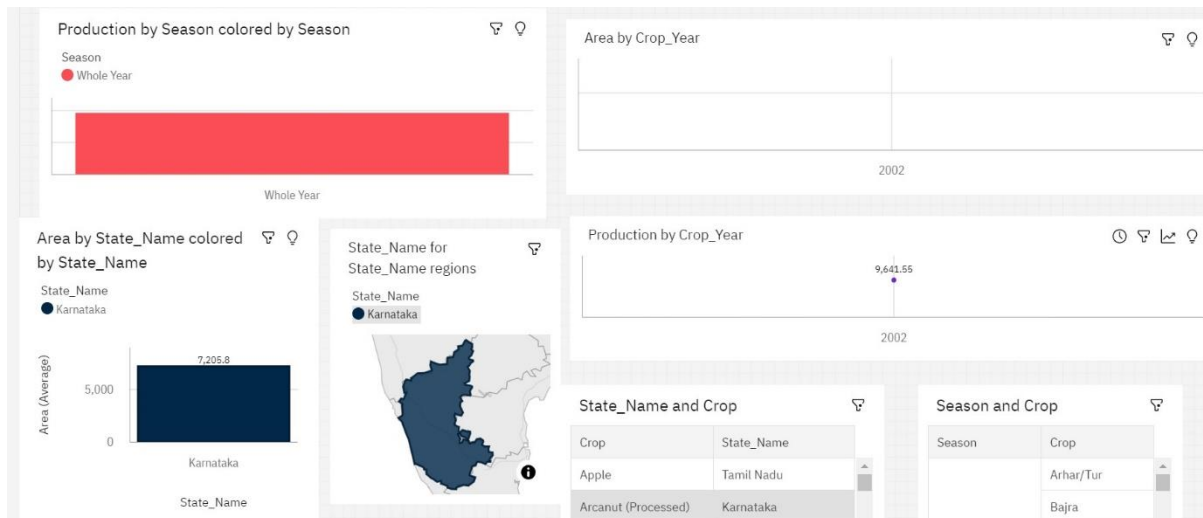 Production by Season colored by Season
Season
Whole Year
Whole Year
Area by Crop_Year
2002
Area by State_Name colored
by State_Name
State_Name
Karnataka
Area (Average)
7,205.8
5,000
0
Karnataka
State_Name
State_Name for
State_Name regions
State_Name
Karnataka
Production by Crop_Year
9,641.55
2002
State_Name and Crop
Crop State_Name
Apple Tamil Nadu
Arcanut (Processed) Karnataka
Season and Crop
Season Crop
Arhar/Tur
Bajra